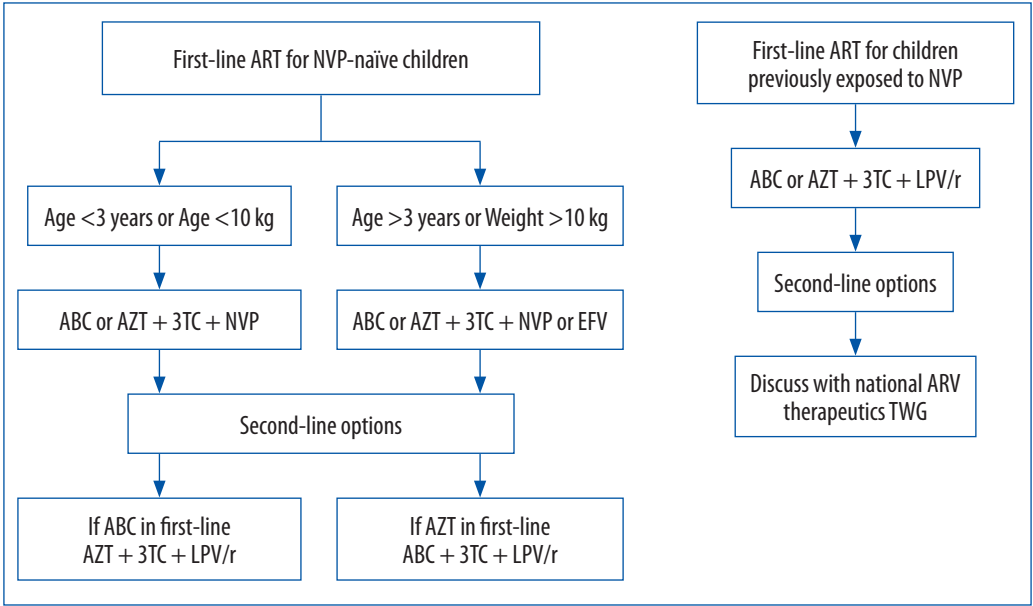 First-line ART for NVP-naïve children
Age <3 years or Age <10 kg
Age >3 years or Weight >10 kg
ABC or AZT + 3TC + NVP
ABC or AZT + 3TC + NVP or EFV
Second-line options
If ABC in first-line
AZT + 3TC + LPV/r
If AZT in first-line
ABC + 3TC + LPV/r
First-line ART for children
previously exposed to NVP
ABC or AZT + 3TC + LPV/r
Second-line options
Discuss with national ARV
therapeutics TWG